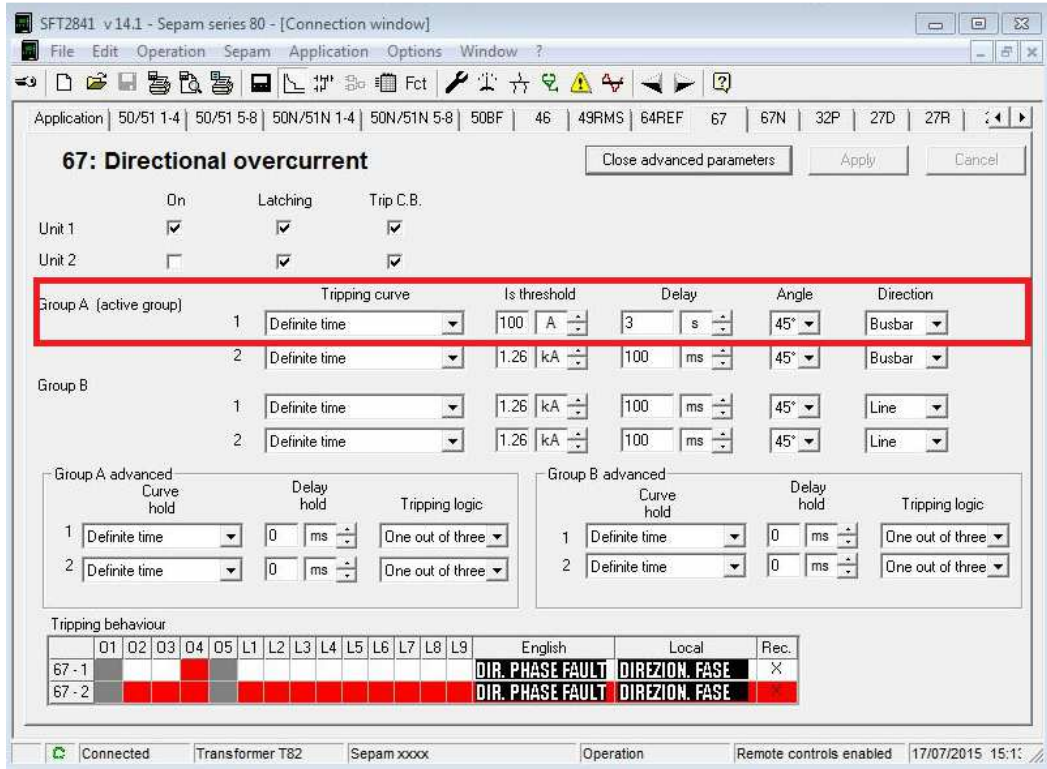 SFT2841 v 14.1 - Sepam series 80 - [Connection window]
File Edit Operation Sepam Application Options Window ?
Fct
Application 50/51 1-4 50/51 5-8 50N/51N 1-4 50N/51N 5-8 50BF 46 49RMS 64REF 67 67N 32P 27D 27R
67: Directional overcurrent Close advanced parameters Apply Cancel
On Latching Trip C.B.
Unit 1
Unit 2
Tripping curve Is threshold Delay Angle Direction
Group A (active group)
1 Definite time 100 A 3 s 45° Busbar
2 Definite time 1.26 kA 100 ms 45° Busbar
Group B
1 Definite time 1.26 kA 100 ms 45° Line
2 Definite time 1.26 kA 100 ms 45° Line
Group A advanced
Curve hold Delay hold Tripping logic
1 Definite time 0 ms One out of three
2 Definite time 0 ms One out of three
Group B advanced
Curve hold Delay hold Tripping logic
1 Definite time 0 ms One out of three
2 Definite time 0 ms One out of three
Tripping behaviour
O1 O2 O3 O4 O5 L1 L2 L3 L4 L5 L6 L7 L8 L9 English Local Rec.
67 - 1 DIR. PHASE FAULT DIREZION. FASE X
67 - 2 DIR. PHASE FAULT DIREZION. FASE X
Connected Transformer T82 Sepam xxxx Operation Remote controls enabled 17/07/2015